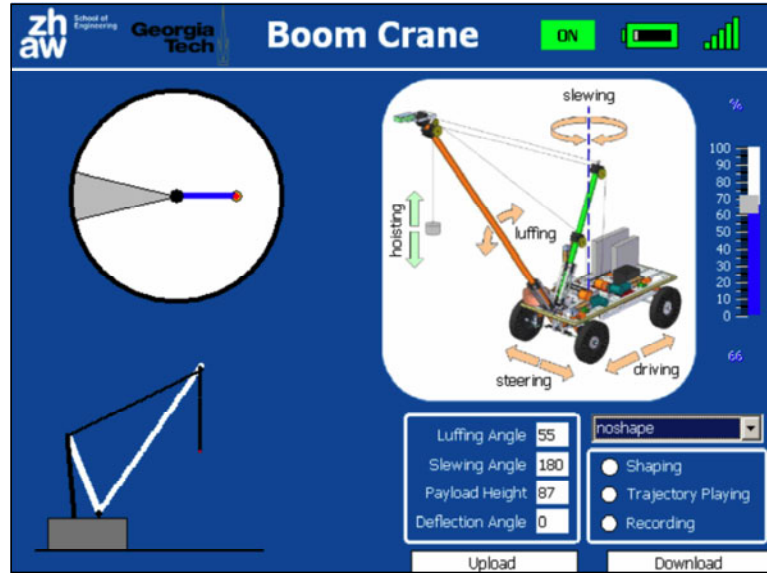 zh
aw
School of
Engineering
Georgia
Tech
Boom Crane
ON
slewing
hoisting
luffing
steering
driving
%
100
90
80
70
60
50
40
30
20
10
0
66
Luffing Angle 55
Slewing Angle 180
Payload Height 87
Deflection Angle 0
noshape
Shaping
Trajectory Playing
Recording
Upload
Download